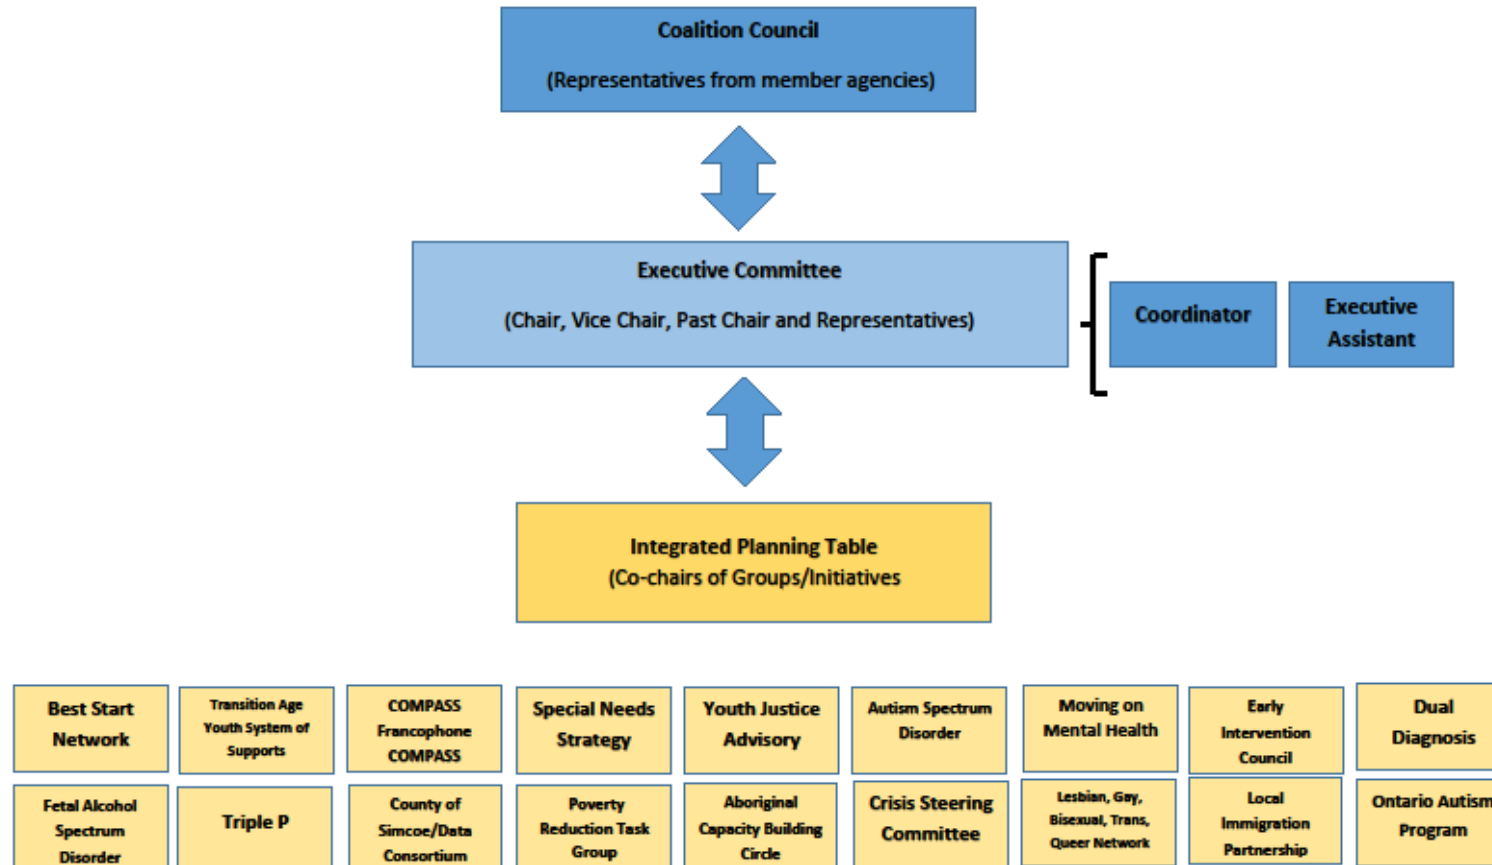 Coalition Council
(Representatives from member agencies)
Executive Committee
(Chair, Vice Chair, Past Chair and Representatives)
Coordinator
Executive
Assistant
Integrated Planning Table
(Co-chairs of Groups/Initiatives
Best Start
Network
Transition Age
Youth System of
Supports
COMPASS
Francophone
COMPASS
Special Needs
Strategy
Youth Justice
Advisory
Autism Spectrum
Disorder
Moving on
Mental Health
Early
Intervention
Council
Dual
Diagnosis
Fetal Alcohol
Spectrum
Disorder
Triple P
County of
Simcoe/Data
Consortium
Poverty
Reduction Task
Group
Aboriginal
Capacity Building
Circle
Crisis Steering
Committee
Lesbian, Gay,
Bisexual, Trans,
Queer Network
Local
Immigration
Partnership
Ontario Autism
Program